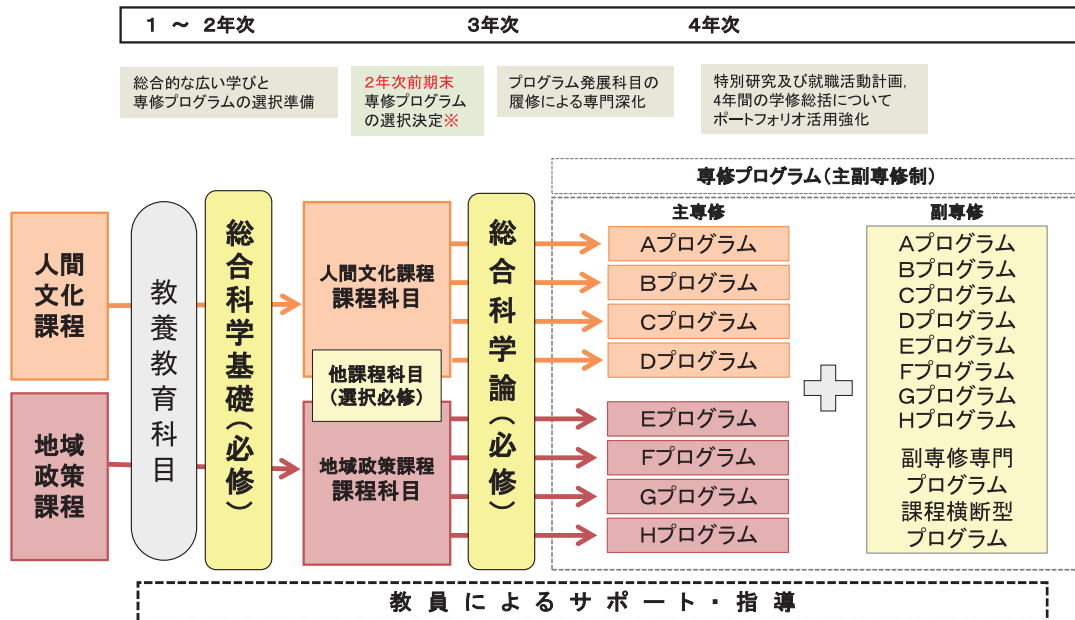 1 ～ 2年次
3年次
4年次
総合的な広い学びと
専修プログラムの選択準備
2年次前期末
専修プログラム
の選択決定※
プログラム発展科目の
履修による専門深化
特別研究及び就職活動計画,
4年間の学修総括について
ポートフォリオ活用強化
専修プログラム(主副専修制)
人間
文化
課程
地域
政策
課程
教養教育科目
総合科学基礎(必修)
人間文化課程
課程科目
他課程科目
(選択必修)
地域政策課程
課程科目
総合科学論(必修)
主専修
Aプログラム
Bプログラム
Cプログラム
Dプログラム
Eプログラム
Fプログラム
Gプログラム
Hプログラム
副専修
Aプログラム
Bプログラム
Cプログラム
Dプログラム
Eプログラム
Fプログラム
Gプログラム
Hプログラム
副専修専門
プログラム
課程横断型
プログラム
教員によるサポート・指導